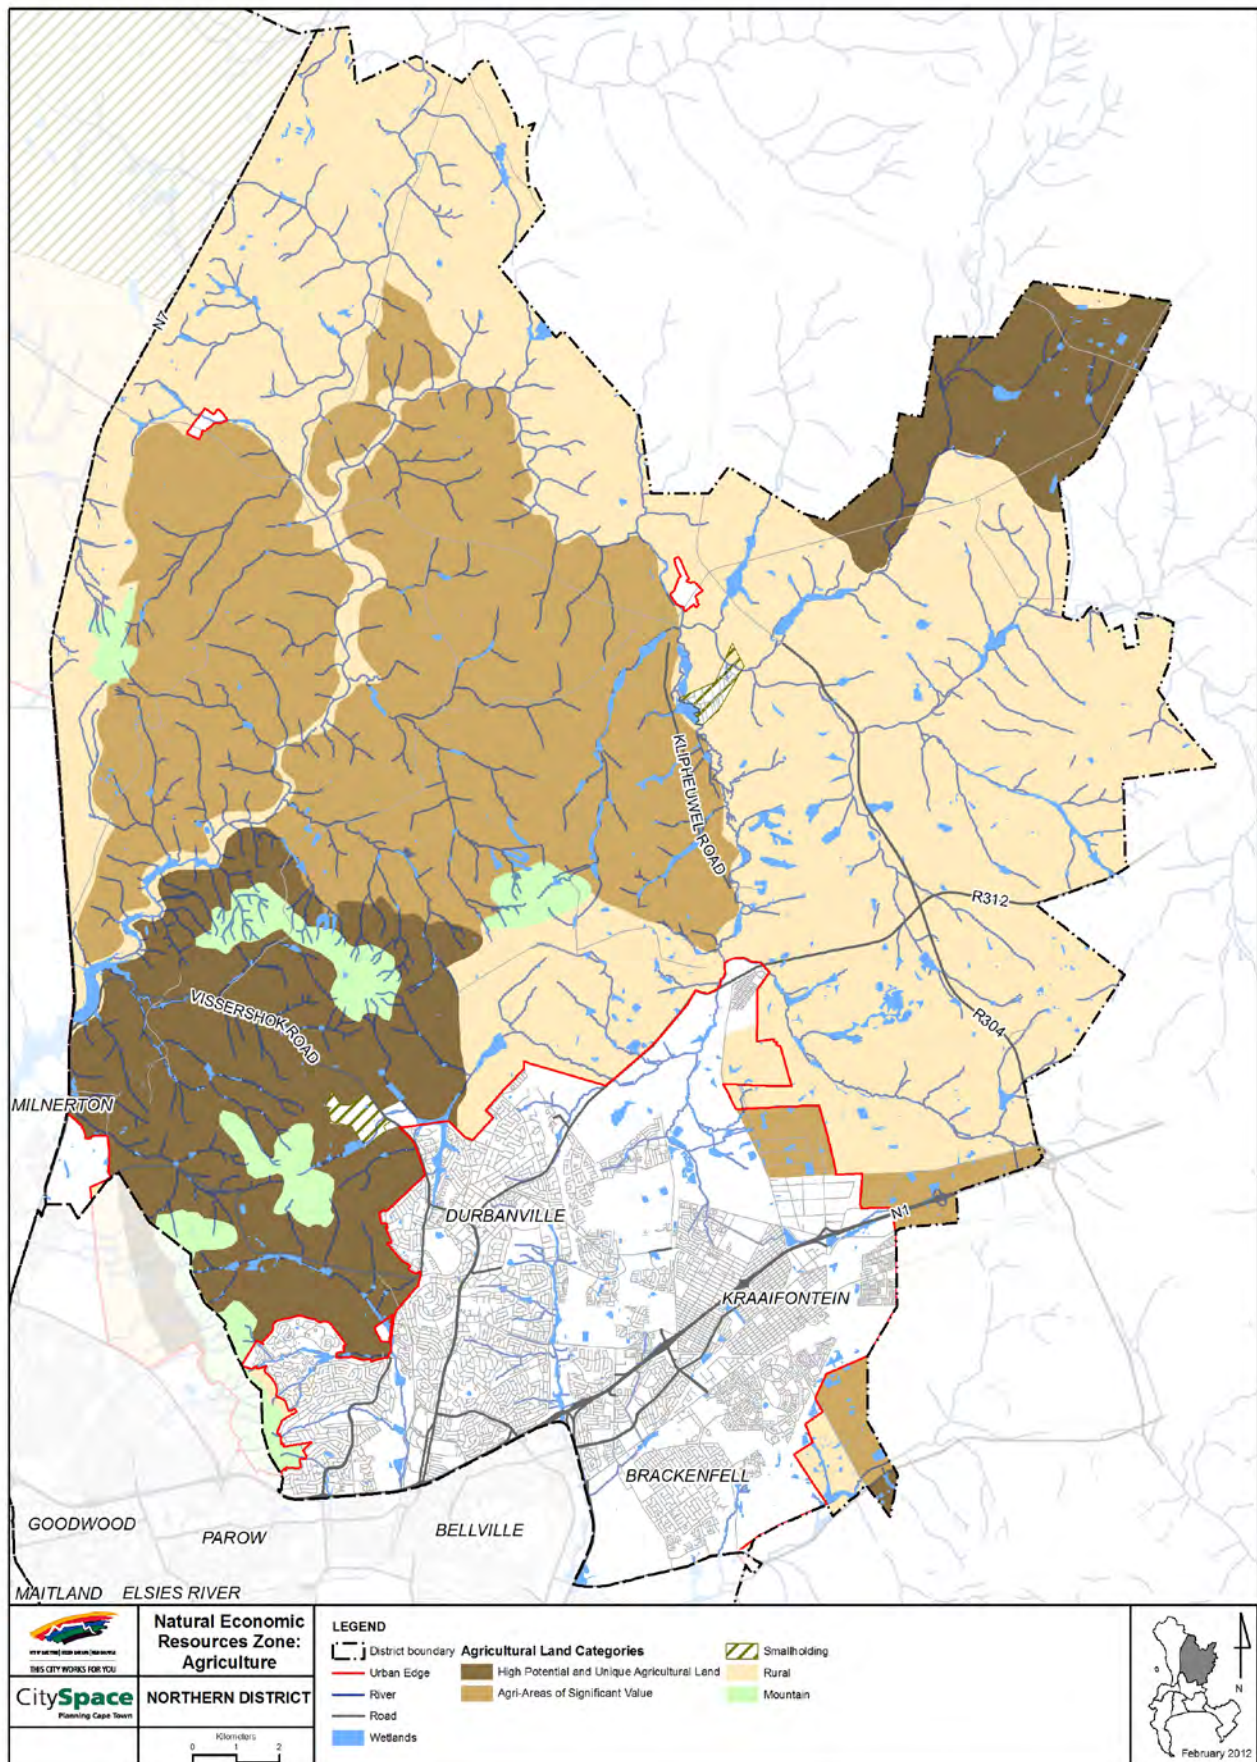 N7
KLIPHEUWEL ROAD
R312
R304
VISSERSHOK ROAD
MILNERTON
DURBANVILLE
N1
KRAAIFONTEIN
BRACKENFELL
GOODWOOD
PAROW
BELLVILLE
MAITLAND ELSIES RIVER
THIS CITY WORKS FOR YOU
CitySpace
Planning Cape Town
Natural Economic
Resources Zone:
Agriculture
NORTHERN DISTRICT
Kilometers
0 1 2
LEGEND
District boundary
Urban Edge
River
Road
Wetlands
Agricultural Land Categories
High Potential and Unique Agricultural Land
Agri-Areas of Significant Value
Smallholding
Rural
Mountain
N
February 2012